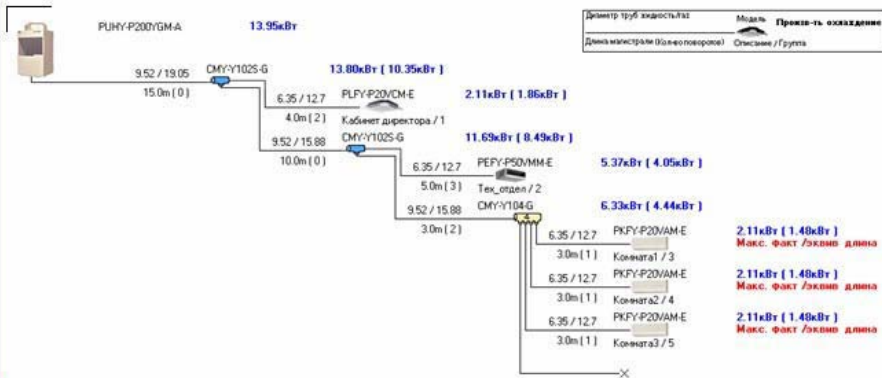 PUHY-P200YGM-A 13.95кВт
Диаметр труб жидкость/газ Модель Произв-ть охлаждение
Длина магистрали (Кол-во поворотов) Описание / Группа
9.52 / 19.05 CMY-Y102S-G 13.80кВт ( 10.35кВт )
15.0m ( 0 )
6.35 / 12.7 PLFY-P20VCM-E 2.11кВт ( 1.86кВт )
4.0m ( 2 ) Кабинет директора / 1
9.52 / 15.88 CMY-Y102S-G 11.69кВт ( 8.49кВт )
10.0m ( 0 )
6.35 / 12.7 PEFY-P50VMM-E 5.37кВт ( 4.05кВт )
5.0m ( 3 ) Тех_отдел / 2
9.52 / 15.88 CMY-Y104-G 6.33кВт ( 4.44кВт )
3.0m ( 2 ) 4
6.35 / 12.7 PKFY-P20VAM-E 2.11кВт ( 1.48кВт )
3.0m ( 1 ) Комната1 / 3 Макс. факт /эквив длина
6.35 / 12.7 PKFY-P20VAM-E 2.11кВт ( 1.48кВт )
3.0m ( 1 ) Комната2 / 4 Макс. факт /эквив длина
6.35 / 12.7 PKFY-P20VAM-E 2.11кВт ( 1.48кВт )
3.0m ( 1 ) Комната3 / 5 Макс. факт /эквив длина